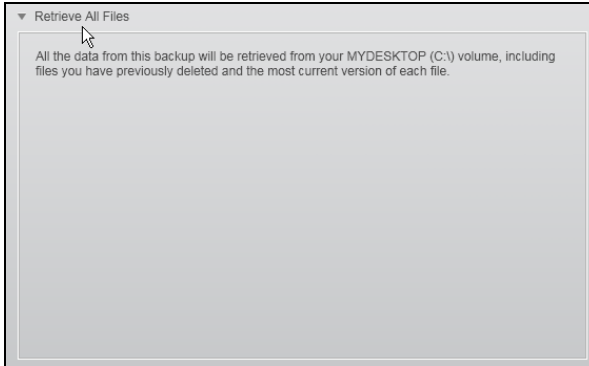 Retrieve All Files
All the data from this backup will be retrieved from your MYDESKTOP (C:\) volume, including
files you have previously deleted and the most current version of each file.